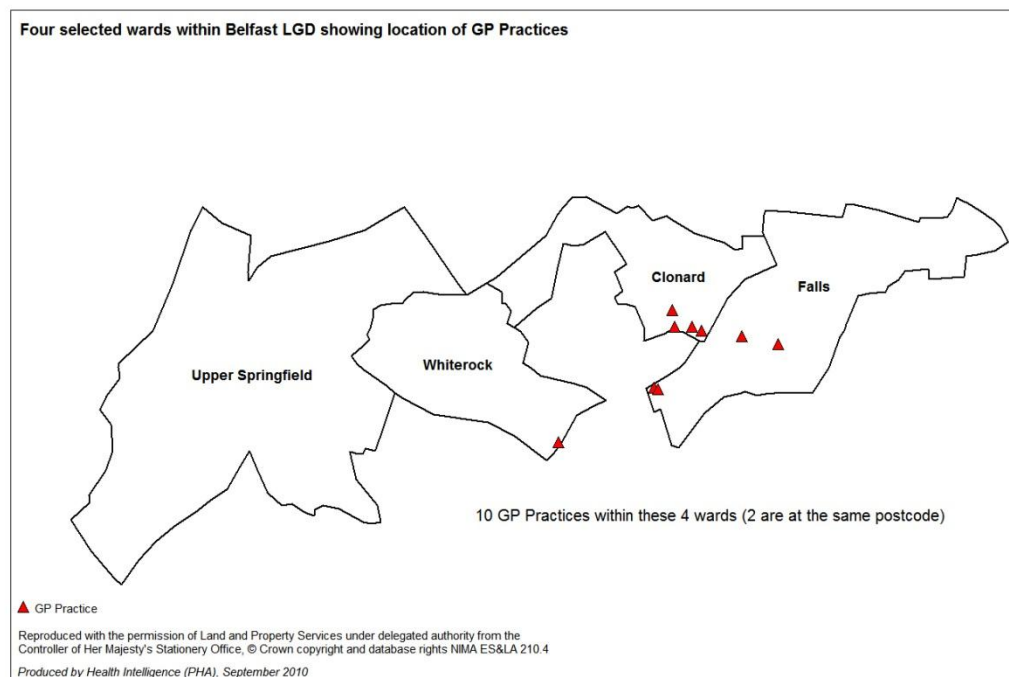 Four selected wards within Belfast LGD showing location of GP Practices
Clonard
Falls
Whiterock
Upper Springfield
10 GP Practices within these 4 wards (2 are at the same postcode)
GP Practice
Reproduced with the permission of Land and Property Services under delegated authority from the
Controller of Her Majesty's Stationery Office, © Crown copyright and database rights NIMA ES&LA 210.4
Produced by Health Intelligence (PHA), September 2010